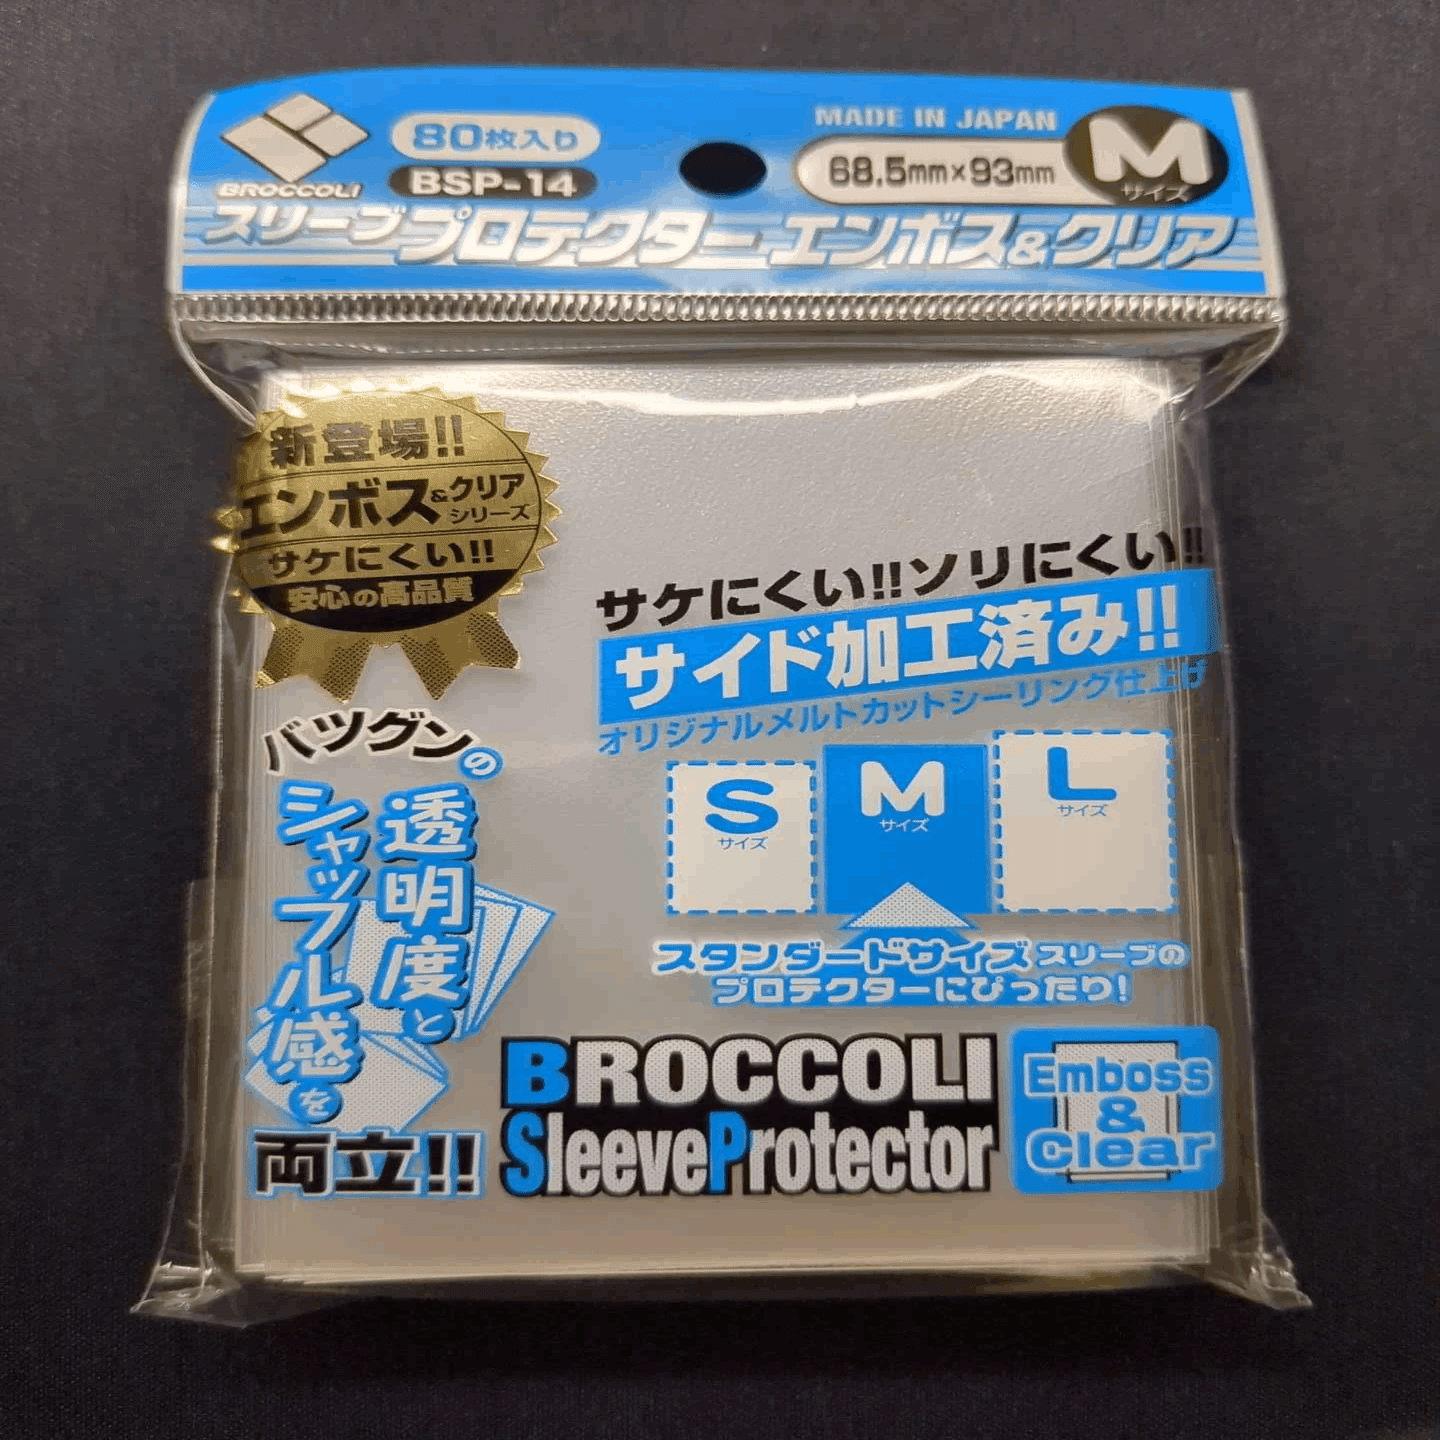 BROCCOLI
80枚入り
BSP-14
MADE IN JAPAN
68.5mm×93mm
M
サイズ
スリーブプロテクター エンボス&クリア
新登場!!
エンボス&クリア
シリーズ
サケにくい!!
安心の高品質
サケにくい!!ソリにくい!!
サイド加工済み!!
オリジナルメルトカットシーリング仕上げ
S
サイズ
M
サイズ
L
サイズ
スタンダードサイズスリーブの
プロテクターにぴったり!
バツグンの
透明度と
シャッフル感を
両立!!
BROCCOLI
SleeveProtector
Emboss
&
Clear